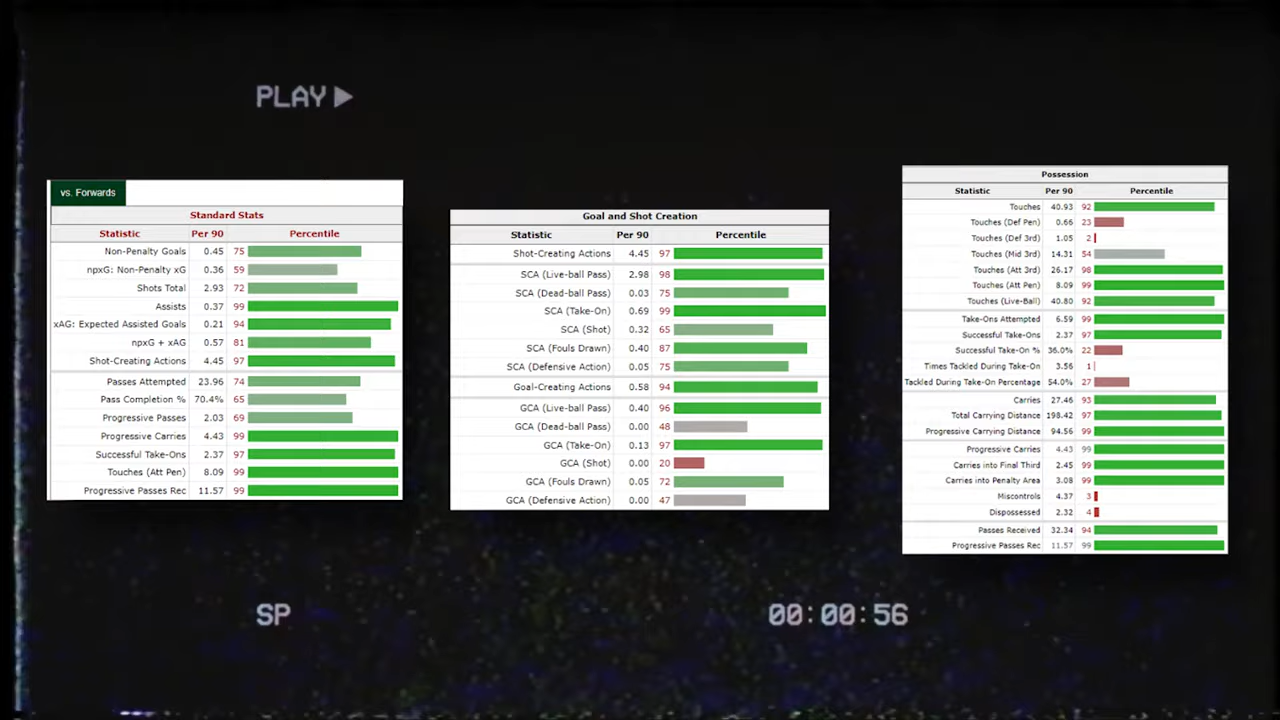 PLAY
vs. Forwards
Standard Stats
Statistic Per 90 Percentile
Non-Penalty Goals 0.45 75
npxG: Non-Penalty xG 0.36 59
Shots Total 2.93 72
Assists 0.37 99
xAG: Expected Assisted Goals 0.21 94
npxG + xAG 0.57 81
Shot-Creating Actions 4.45 97
Passes Attempted 23.96 74
Pass Completion % 70.4% 65
Progressive Passes 2.03 69
Progressive Carries 4.43 99
Successful Take-Ons 2.37 97
Touches (Att Pen) 8.09 99
Progressive Passes Rec 11.57 99
Goal and Shot Creation
Statistic Per 90 Percentile
Shot-Creating Actions 4.45 97
SCA (Live-ball Pass) 2.98 98
SCA (Dead-ball Pass) 0.03 75
SCA (Take-On) 0.69 99
SCA (Shot) 0.32 65
SCA (Fouls Drawn) 0.40 87
SCA (Defensive Action) 0.05 75
Goal-Creating Actions 0.58 94
GCA (Live-ball Pass) 0.40 96
GCA (Dead-ball Pass) 0.00 48
GCA (Take-On) 0.13 97
GCA (Shot) 0.00 20
GCA (Fouls Drawn) 0.05 72
GCA (Defensive Action) 0.00 47
Possession
Statistic Per 90 Percentile
Touches 40.93 92
Touches (Def Pen) 0.66 23
Touches (Def 3rd) 1.05 2
Touches (Mid 3rd) 14.31 54
Touches (Att 3rd) 26.17 98
Touches (Att Pen) 8.09 99
Touches (Live-Ball) 40.80 92
Take-Ons Attempted 6.59 99
Successful Take-Ons 2.37 97
Successful Take-On % 36.0% 22
Times Tackled During Take-On 3.56 1
Tackled During Take-On Percentage 54.0% 27
Carries 27.46 93
Total Carrying Distance 198.42 97
Progressive Carrying Distance 94.56 99
Progressive Carries 4.43 99
Carries into Final Third 2.45 99
Carries into Penalty Area 3.08 99
Miscontrols 4.37 3
Dispossessed 2.32 4
Passes Received 32.34 94
Progressive Passes Rec 11.57 99
SP
00:00:56